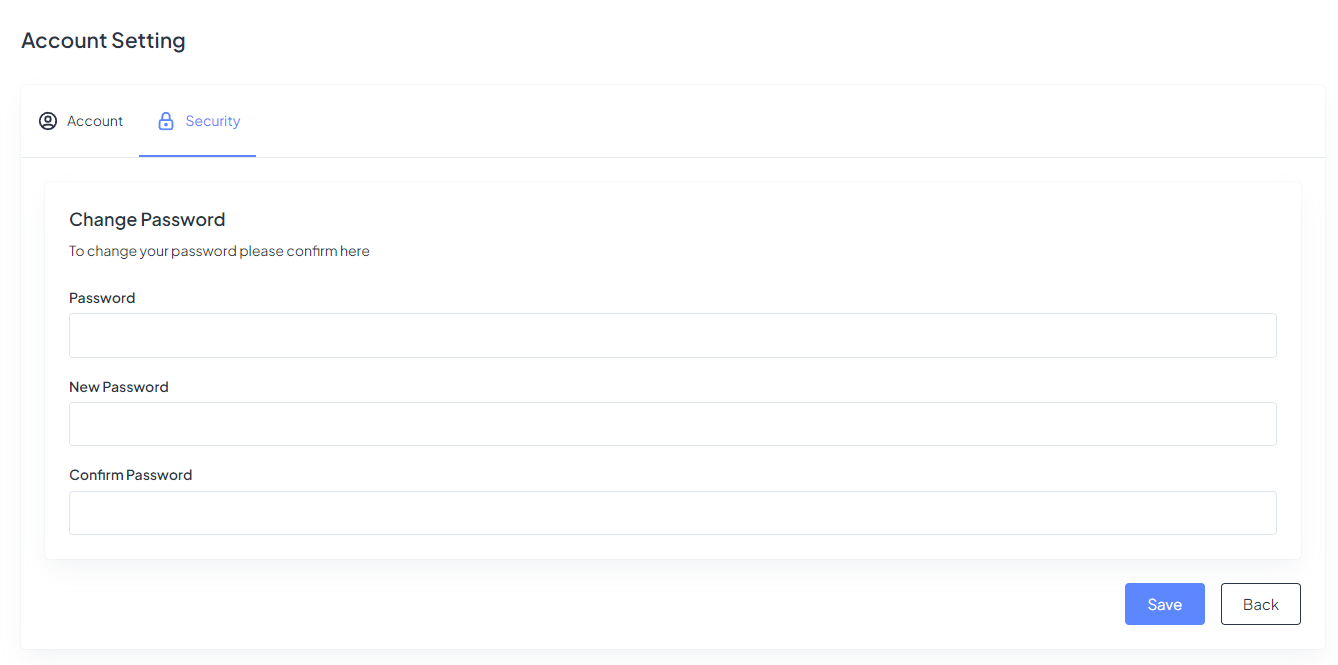 Account Setting
Account
Security
Change Password
To change your password please confirm here
Password
New Password
Confirm Password
Save
Back